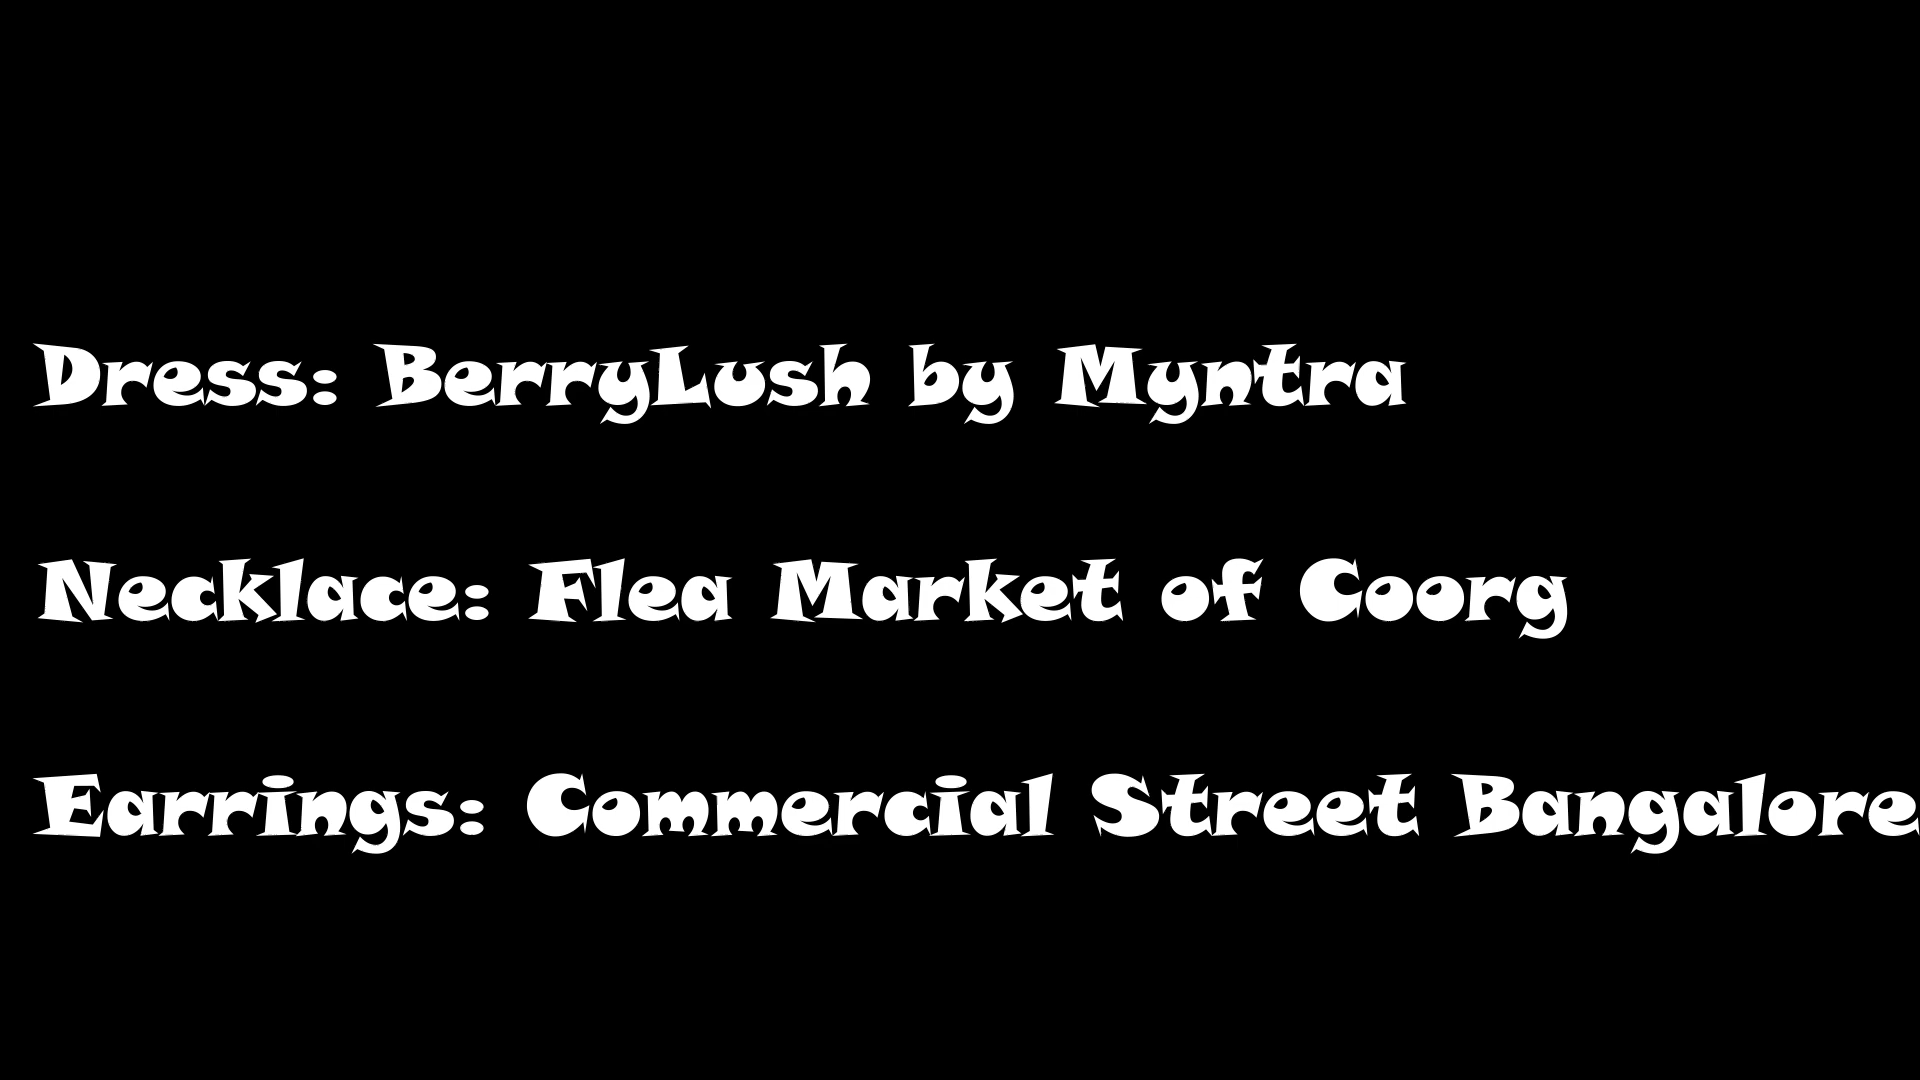 Dress: BerryLush by Myntra
Necklace: Flea Market of Coorg
Earrings: Commercial Street Bangalore